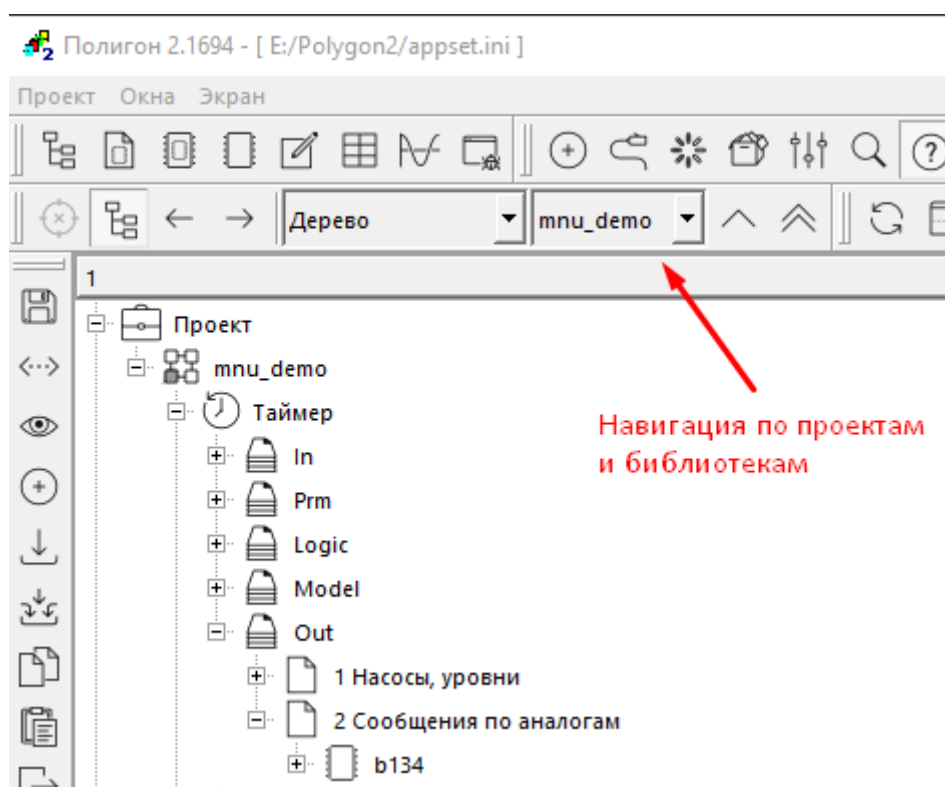 Полигон 2.1694 - [ E:/Polygon2/appset.ini ]
Проект Окна Экран
Дерево mnu_demo
1
Проект
mnu_demo
Таймер
In
Prm
Logic
Model
Out
1 Насосы, уровни
2 Сообщения по аналогам
b134
Навигация по проектам
и библиотекам